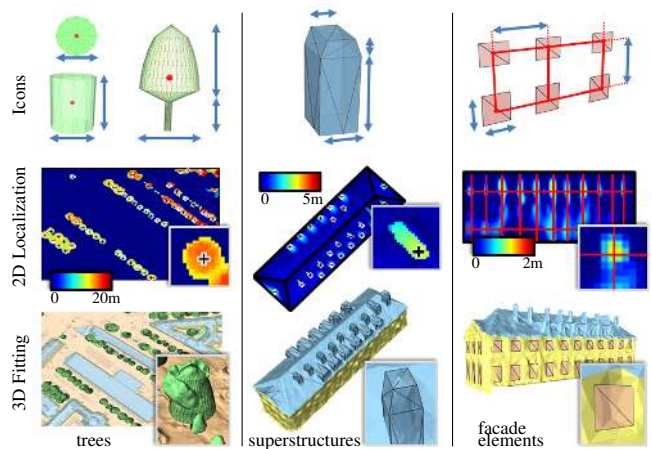 Icons
2D Localization
0
20m
0
5m
0
2m
3D Fitting
trees
superstructures
facade
elements